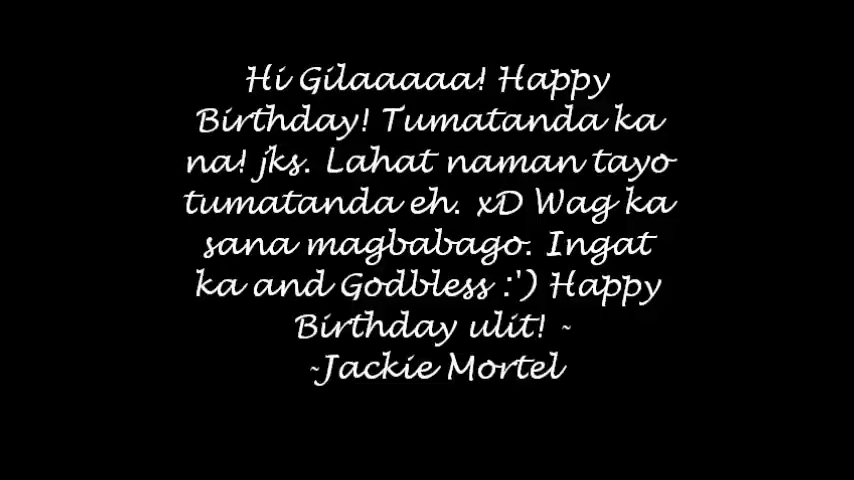 Hi Gilaaaaa! Happy
Birthday! Tumatanda ka
na! jks. Lahat naman tayo
tumatanda eh. xD Wag ka
sana magbabago. Ingat
ka and Godbless :') Happy
Birthday ulit! -
~Jackie Mortel